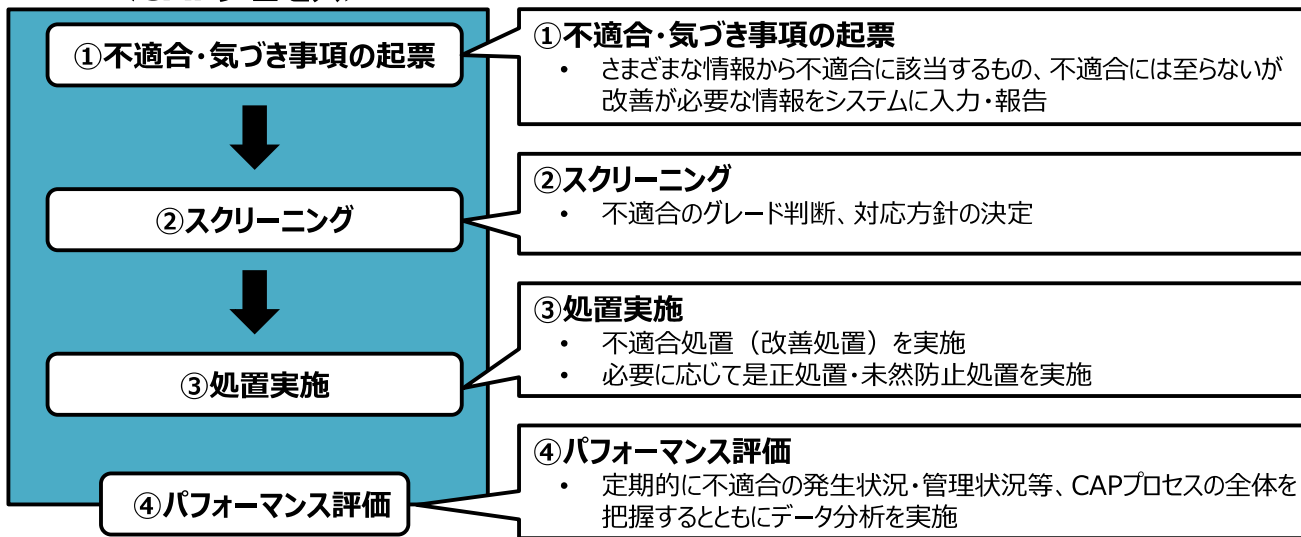 ①不適合・気づき事項の起票
②スクリーニング
③処置実施
④パフォーマンス評価
①不適合・気づき事項の起票
• さまざまな情報から不適合に該当するもの、不適合には至らないが
改善が必要な情報をシステムに入力・報告
②スクリーニング
• 不適合のグレード判断、対応方針の決定
③処置実施
• 不適合処置（改善処置）を実施
• 必要に応じて是正処置・未然防止処置を実施
④パフォーマンス評価
• 定期的に不適合の発生状況・管理状況等、CAPプロセスの全体を
把握するとともにデータ分析を実施